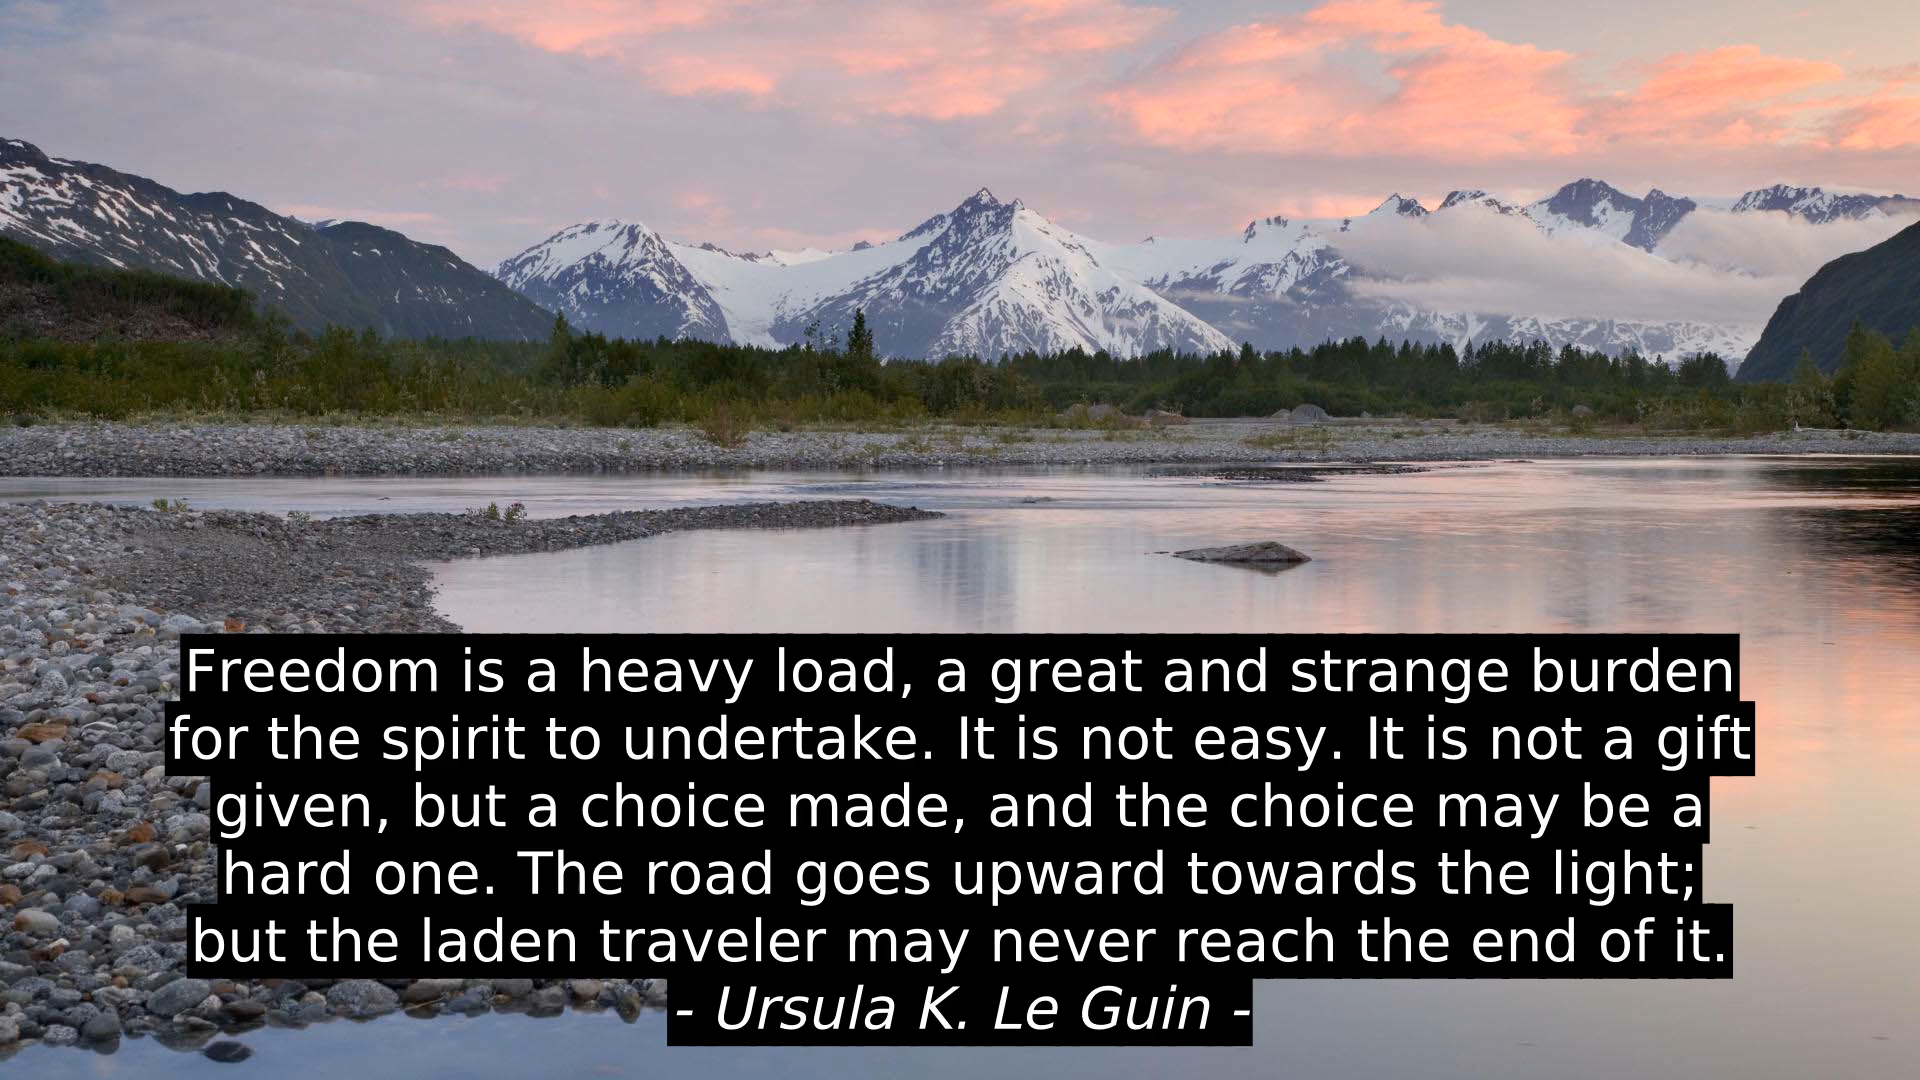 Freedom is a heavy load, a great and strange burden
for the spirit to undertake. It is not easy. It is not a gift
given, but a choice made, and the choice may be a
hard one. The road goes upward towards the light;
but the laden traveler may never reach the end of it.
- Ursula K. Le Guin -